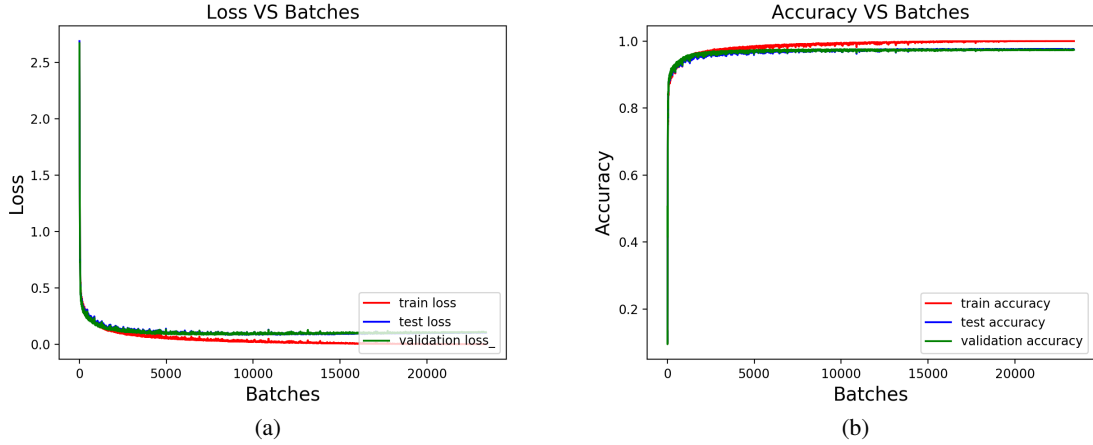 Loss VS Batches
2.5
2.0
1.5
1.0
0.5
0.0
Loss
train loss
test loss
validation loss_
0 5000 10000 15000 20000
Batches
(a)
Accuracy VS Batches
1.0
0.8
0.6
0.4
0.2
Accuracy
train accuracy
test accuracy
validation accuracy
0 5000 10000 15000 20000
Batches
(b)